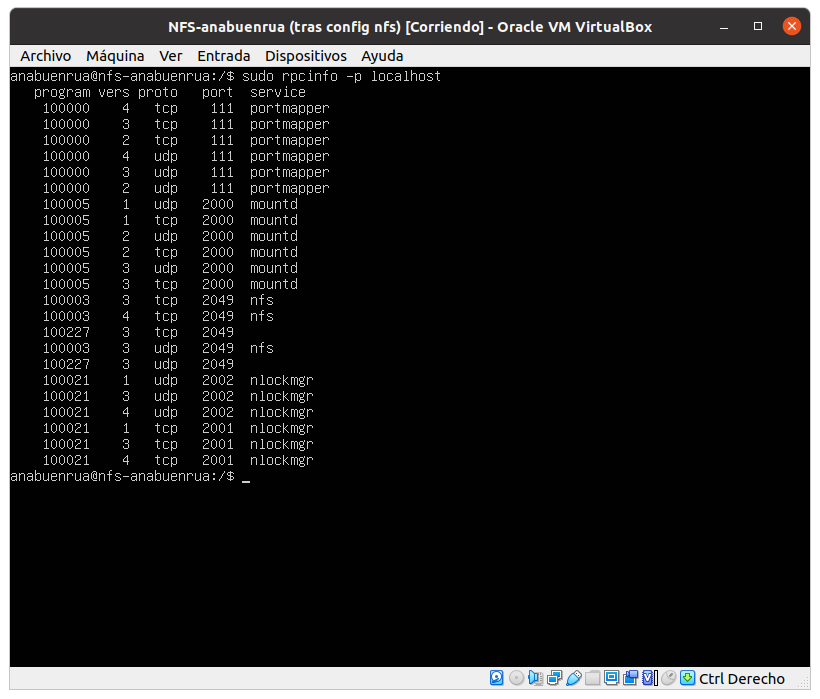 NFS-anabuenrua (tras config nfs) [Corriendo] - Oracle VM VirtualBox
Archivo Máquina Ver Entrada Dispositivos Ayuda
anabuenrua@nfs-anabuenrua:/$ sudo rpcinfo -p localhost
   program vers proto   port  service
    100000    4   tcp    111  portmapper
    100000    3   tcp    111  portmapper
    100000    2   tcp    111  portmapper
    100000    4   udp    111  portmapper
    100000    3   udp    111  portmapper
    100000    2   udp    111  portmapper
    100005    1   udp   2000  mountd
    100005    1   tcp   2000  mountd
    100005    2   udp   2000  mountd
    100005    2   tcp   2000  mountd
    100005    3   udp   2000  mountd
    100005    3   tcp   2000  mountd
    100003    3   tcp   2049  nfs
    100003    4   tcp   2049  nfs
    100227    3   tcp   2049
    100003    3   udp   2049  nfs
    100227    3   udp   2049
    100021    1   udp   2002  nlockmgr
    100021    3   udp   2002  nlockmgr
    100021    4   udp   2002  nlockmgr
    100021    1   tcp   2001  nlockmgr
    100021    3   tcp   2001  nlockmgr
    100021    4   tcp   2001  nlockmgr
anabuenrua@nfs-anabuenrua:/$ _
Ctrl Derecho